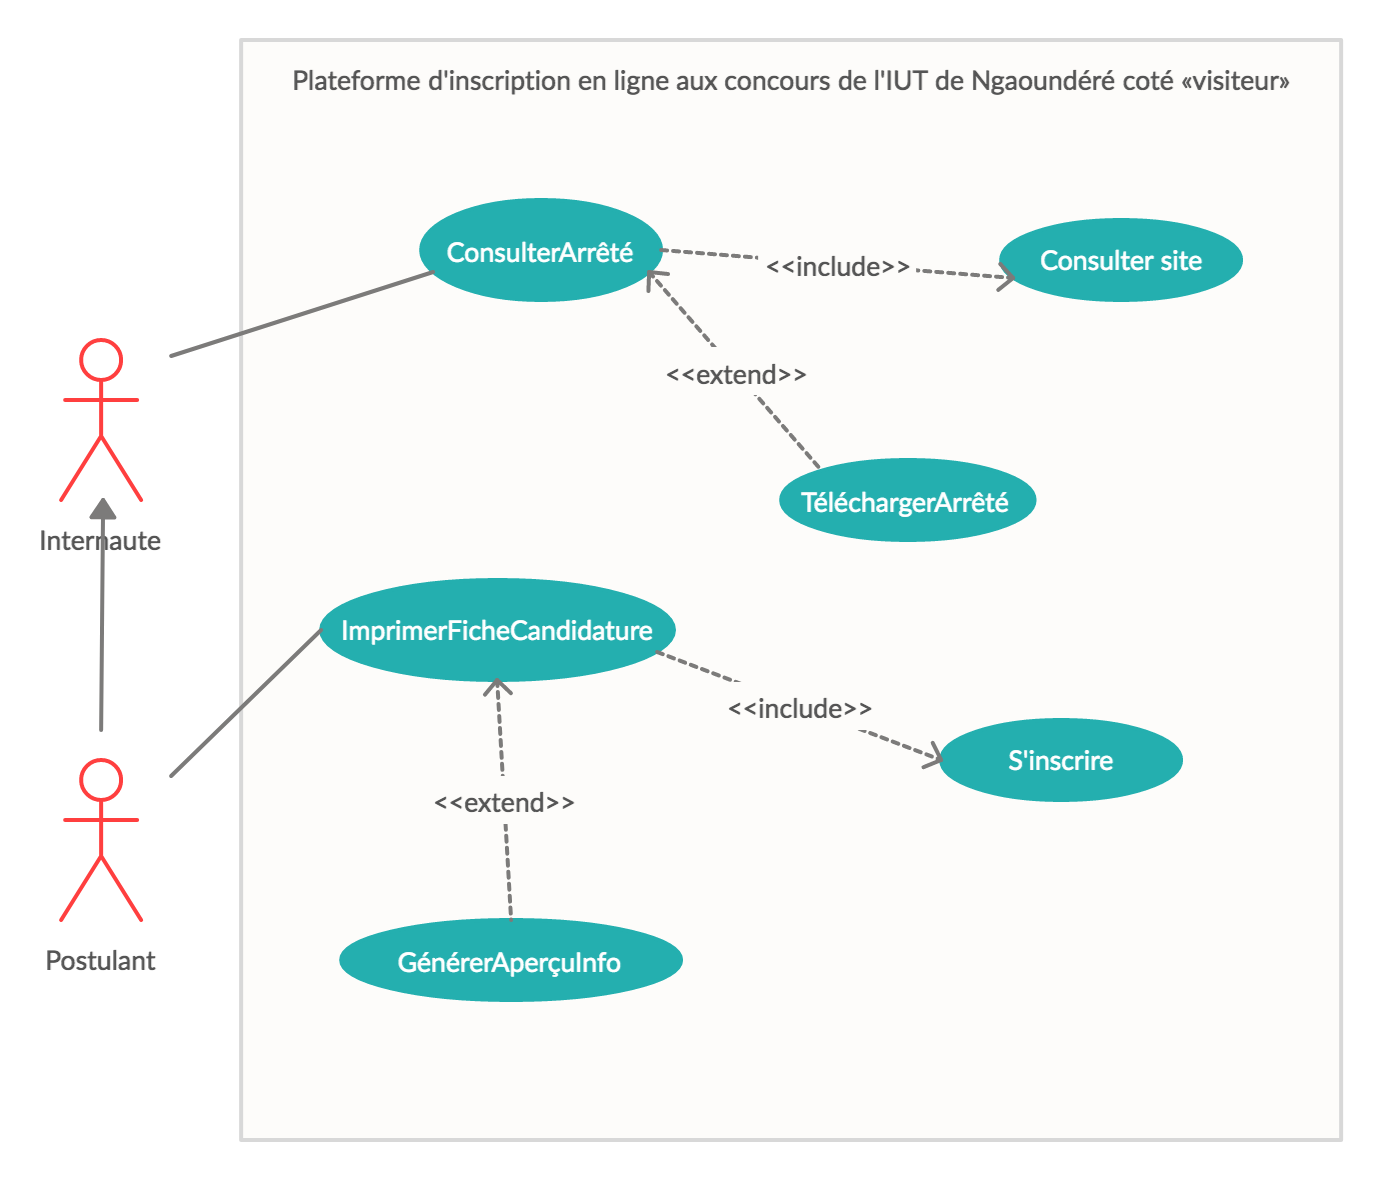 Plateforme d'inscription en ligne aux concours de l'IUT de Ngaoundéré coté «visiteur»
ConsulterArrêté
<<include>>
Consulter site
<<extend>>
TéléchargerArrêté
Internaute
ImprimerFicheCandidature
<<include>>
S'inscrire
<<extend>>
GénérerAperçuInfo
Postulant